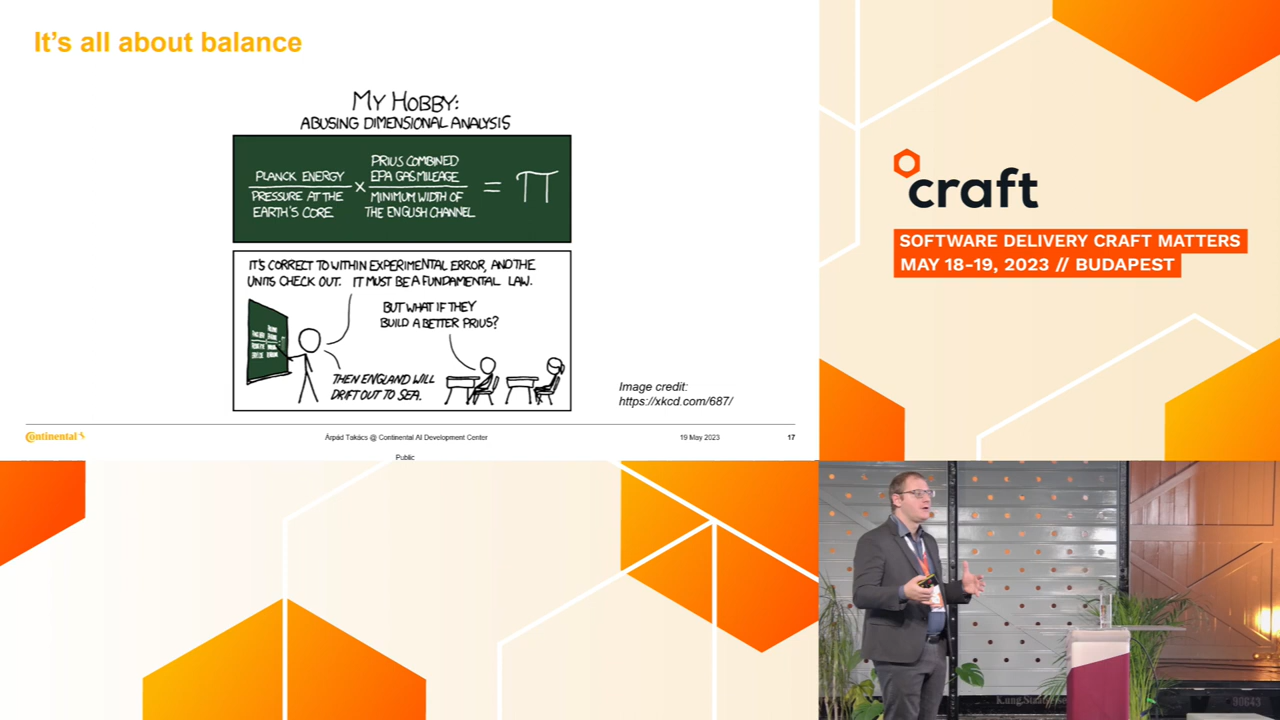 It's all about balance
MY HOBBY:
ABUSING DIMENSIONAL ANALYSIS
PLANCK ENERGY
PRESSURE AT THE
EARTH'S CORE
×
PRIUS COMBINED
EPA GAS MILEAGE
MINIMUM WIDTH OF
THE ENGLISH CHANNEL
= π
IT'S CORRECT TO WITHIN EXPERIMENTAL ERROR, AND THE
UNITS CHECK OUT. IT MUST BE A FUNDAMENTAL LAW.
BUT WHAT IF THEY
BUILD A BETTER PRIUS?
THEN ENGLAND WILL
DRIFT OUT TO SEA.
Image credit:
https://xkcd.com/687/
Continental
Árpád Takács @ Continental AI Development Center
19 May 2023
17
Public
craft
SOFTWARE DELIVERY CRAFT MATTERS
MAY 18-19, 2023 // BUDAPEST
90643